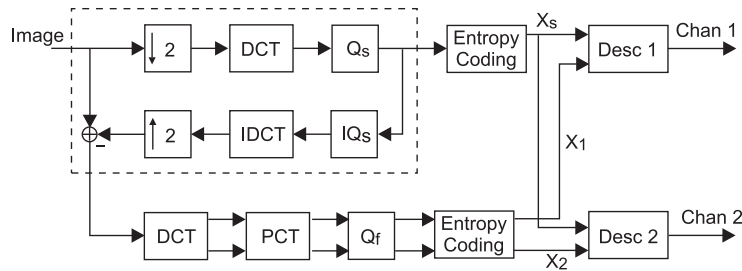 Image
2
DCT
Qs
Entropy
Coding
Xs
Desc 1
Chan 1
2
IDCT
IQs
-
X1
DCT
PCT
Qf
Entropy
Coding
X2
Desc 2
Chan 2